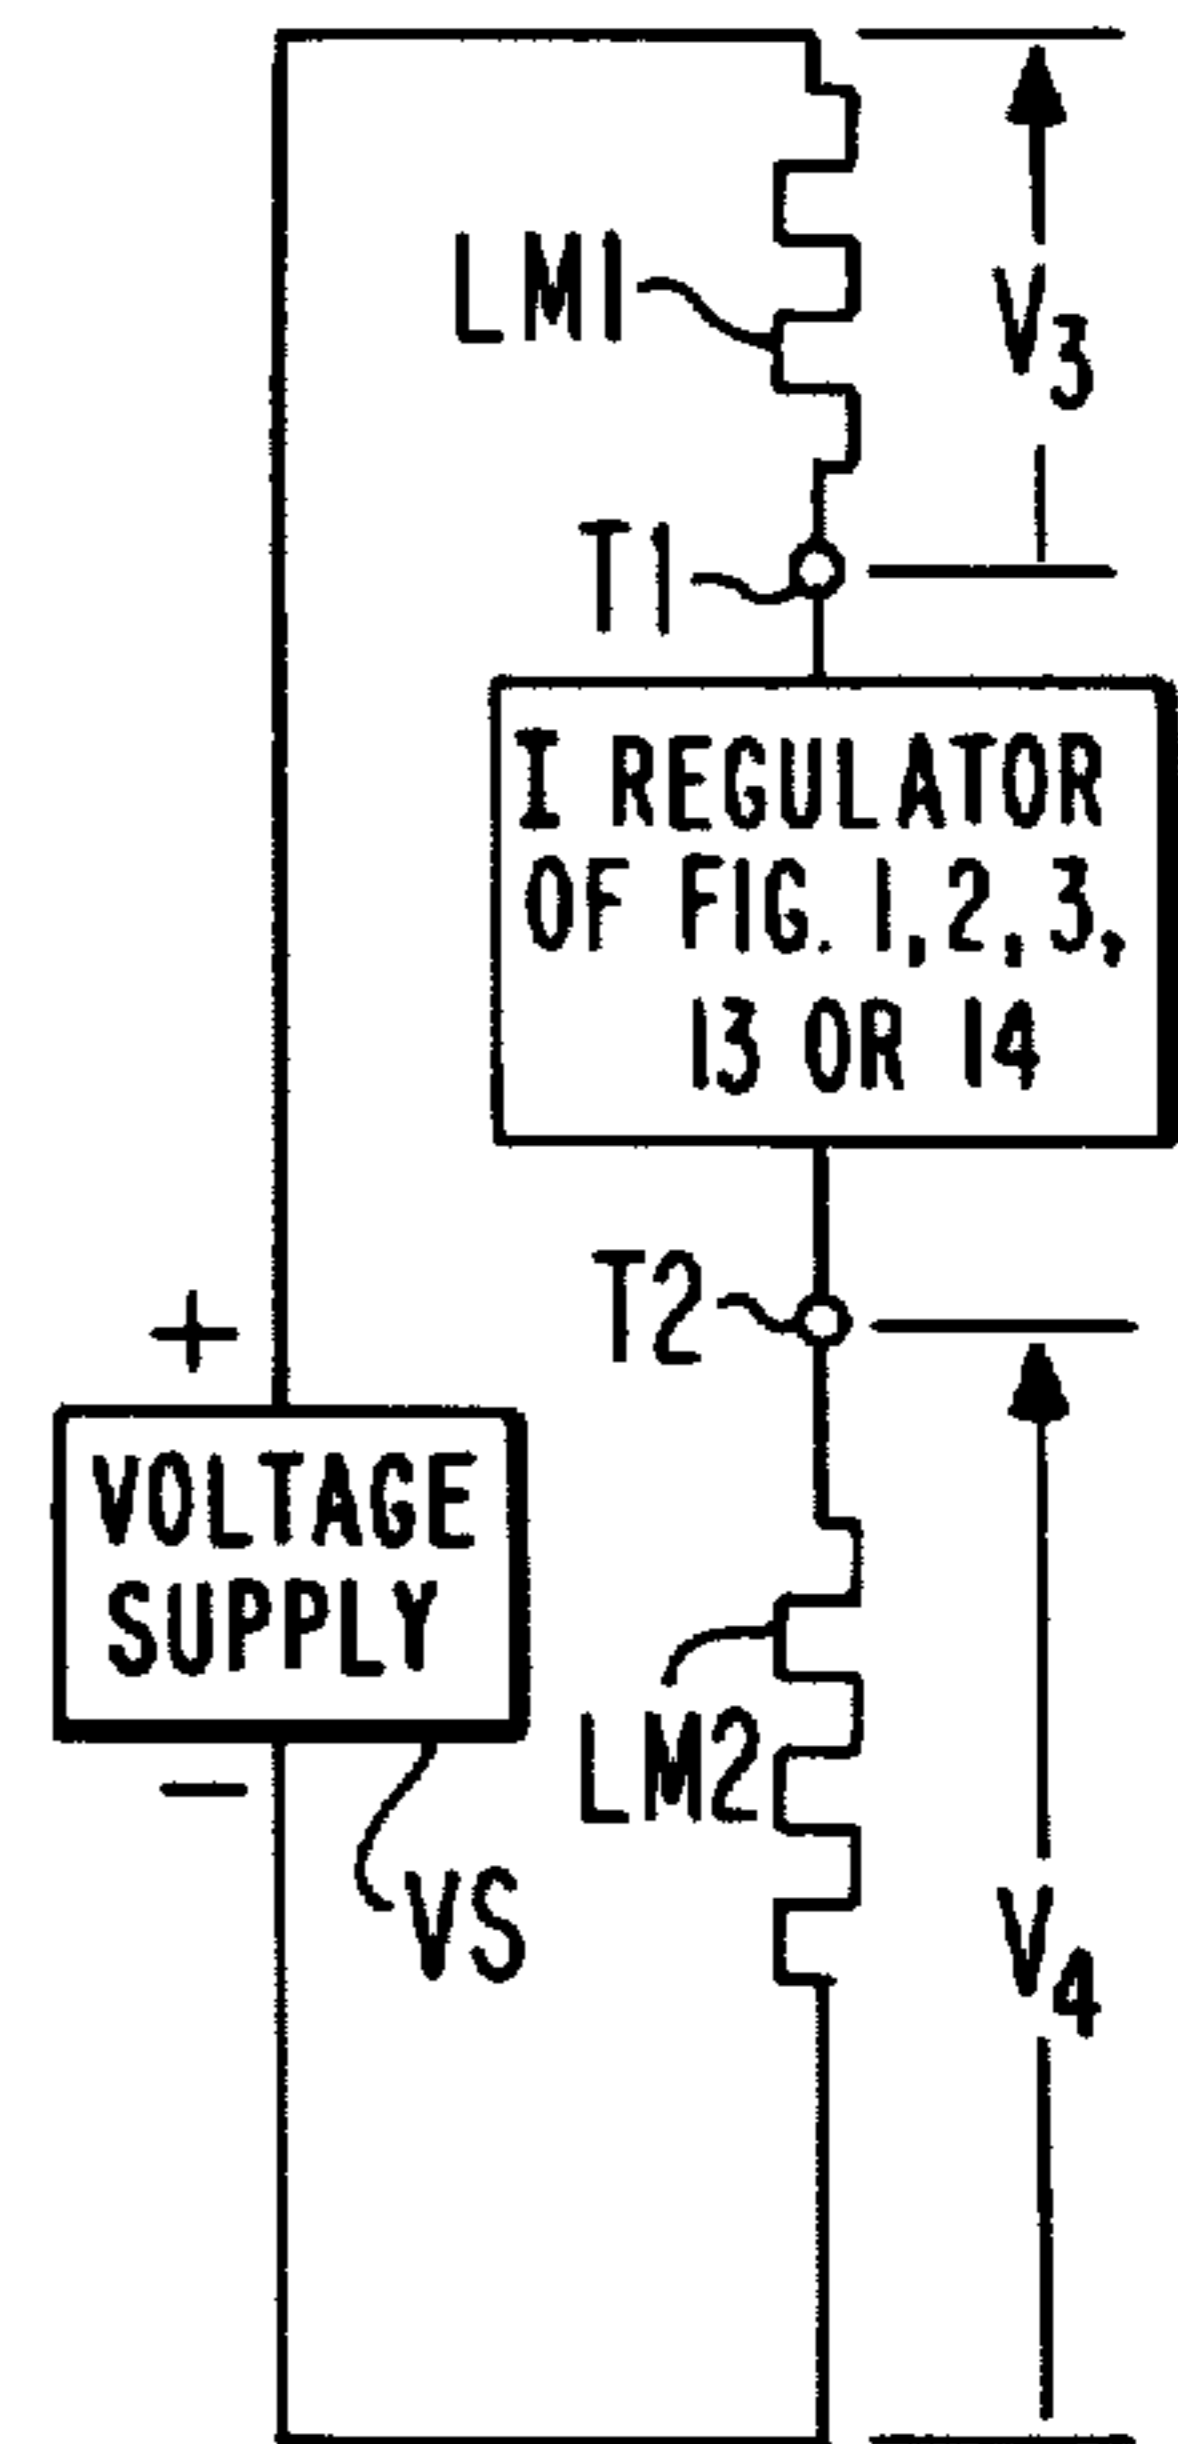 LM1
V3
T1
I REGULATOR
OF FIG. 1,2,3,
13 OR 14
T2
+
VOLTAGE
SUPPLY
−
LM2
VS
V4